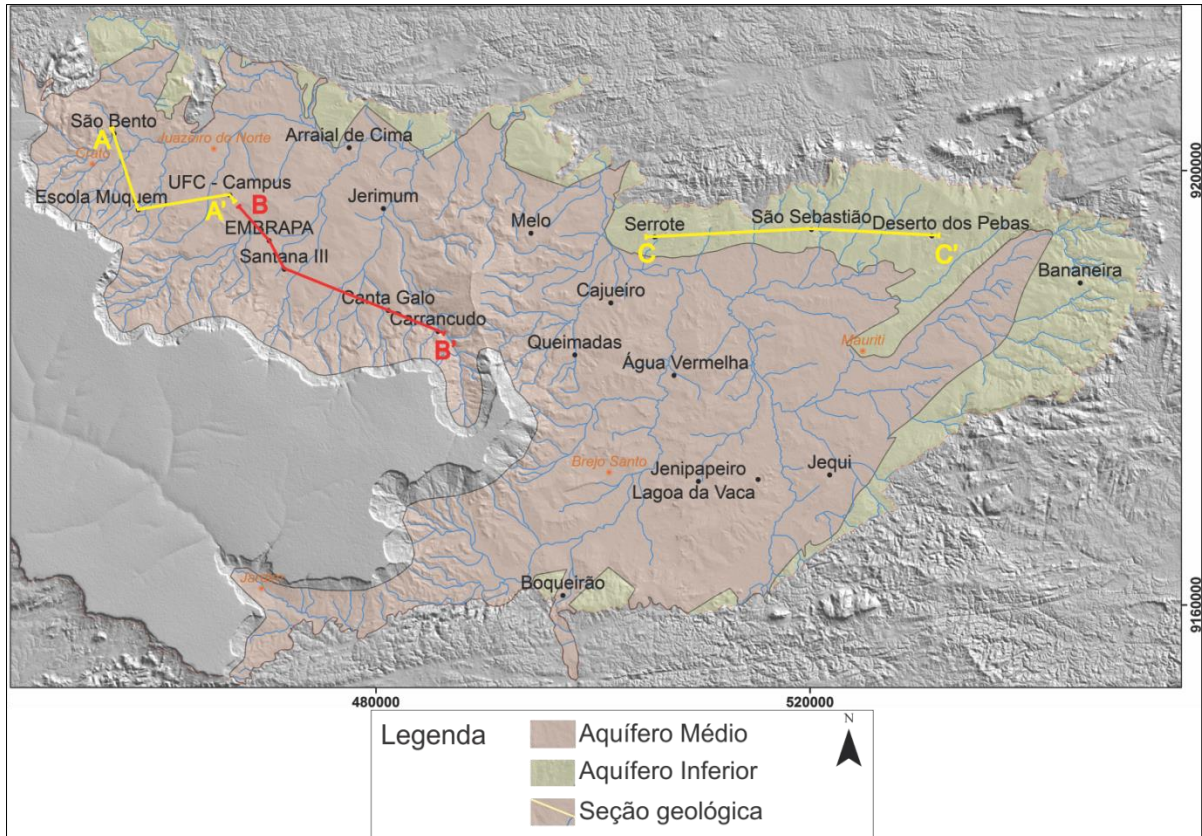 São Bento
A
Crato
Juazeiro do Norte
Arraial de Cima
9200000
UFC - Campus
Escola Muquem
A'
B
Jerimum
EMBRAPA
Santana III
Melo
Serrote
São Sebastião
Deserto dos Pebas
C
C'
Bananeira
Canta Galo
Carrancudo
B'
Cajueiro
Queimadas
Mauriti
Água Vermelha
Brejo Santo
Jenipapeiro
Lagoa da Vaca
Jequi
Jardim
Boqueirão
9160000
480000
520000
Legenda
N
Aquífero Médio
Aquífero Inferior
Seção geológica